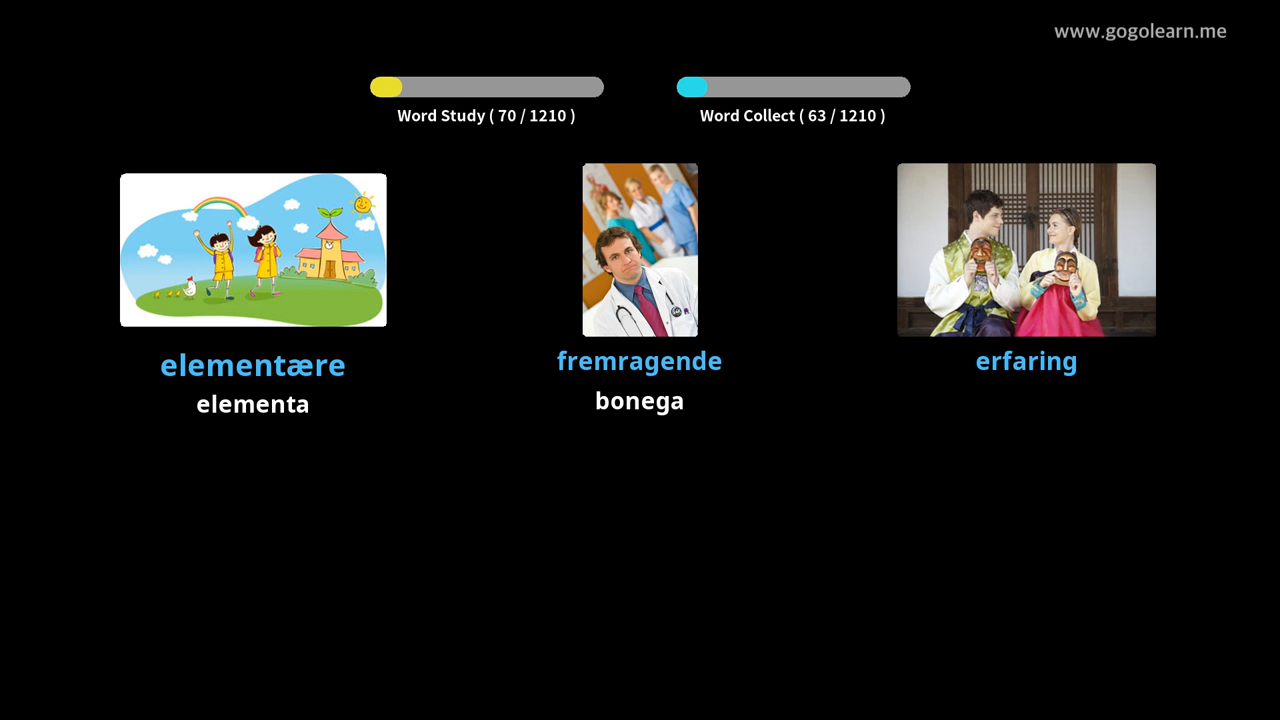 www.gogolearn.me
Word Study ( 70 / 1210 )
Word Collect ( 63 / 1210 )
elementære
elementa
fremragende
bonega
erfaring